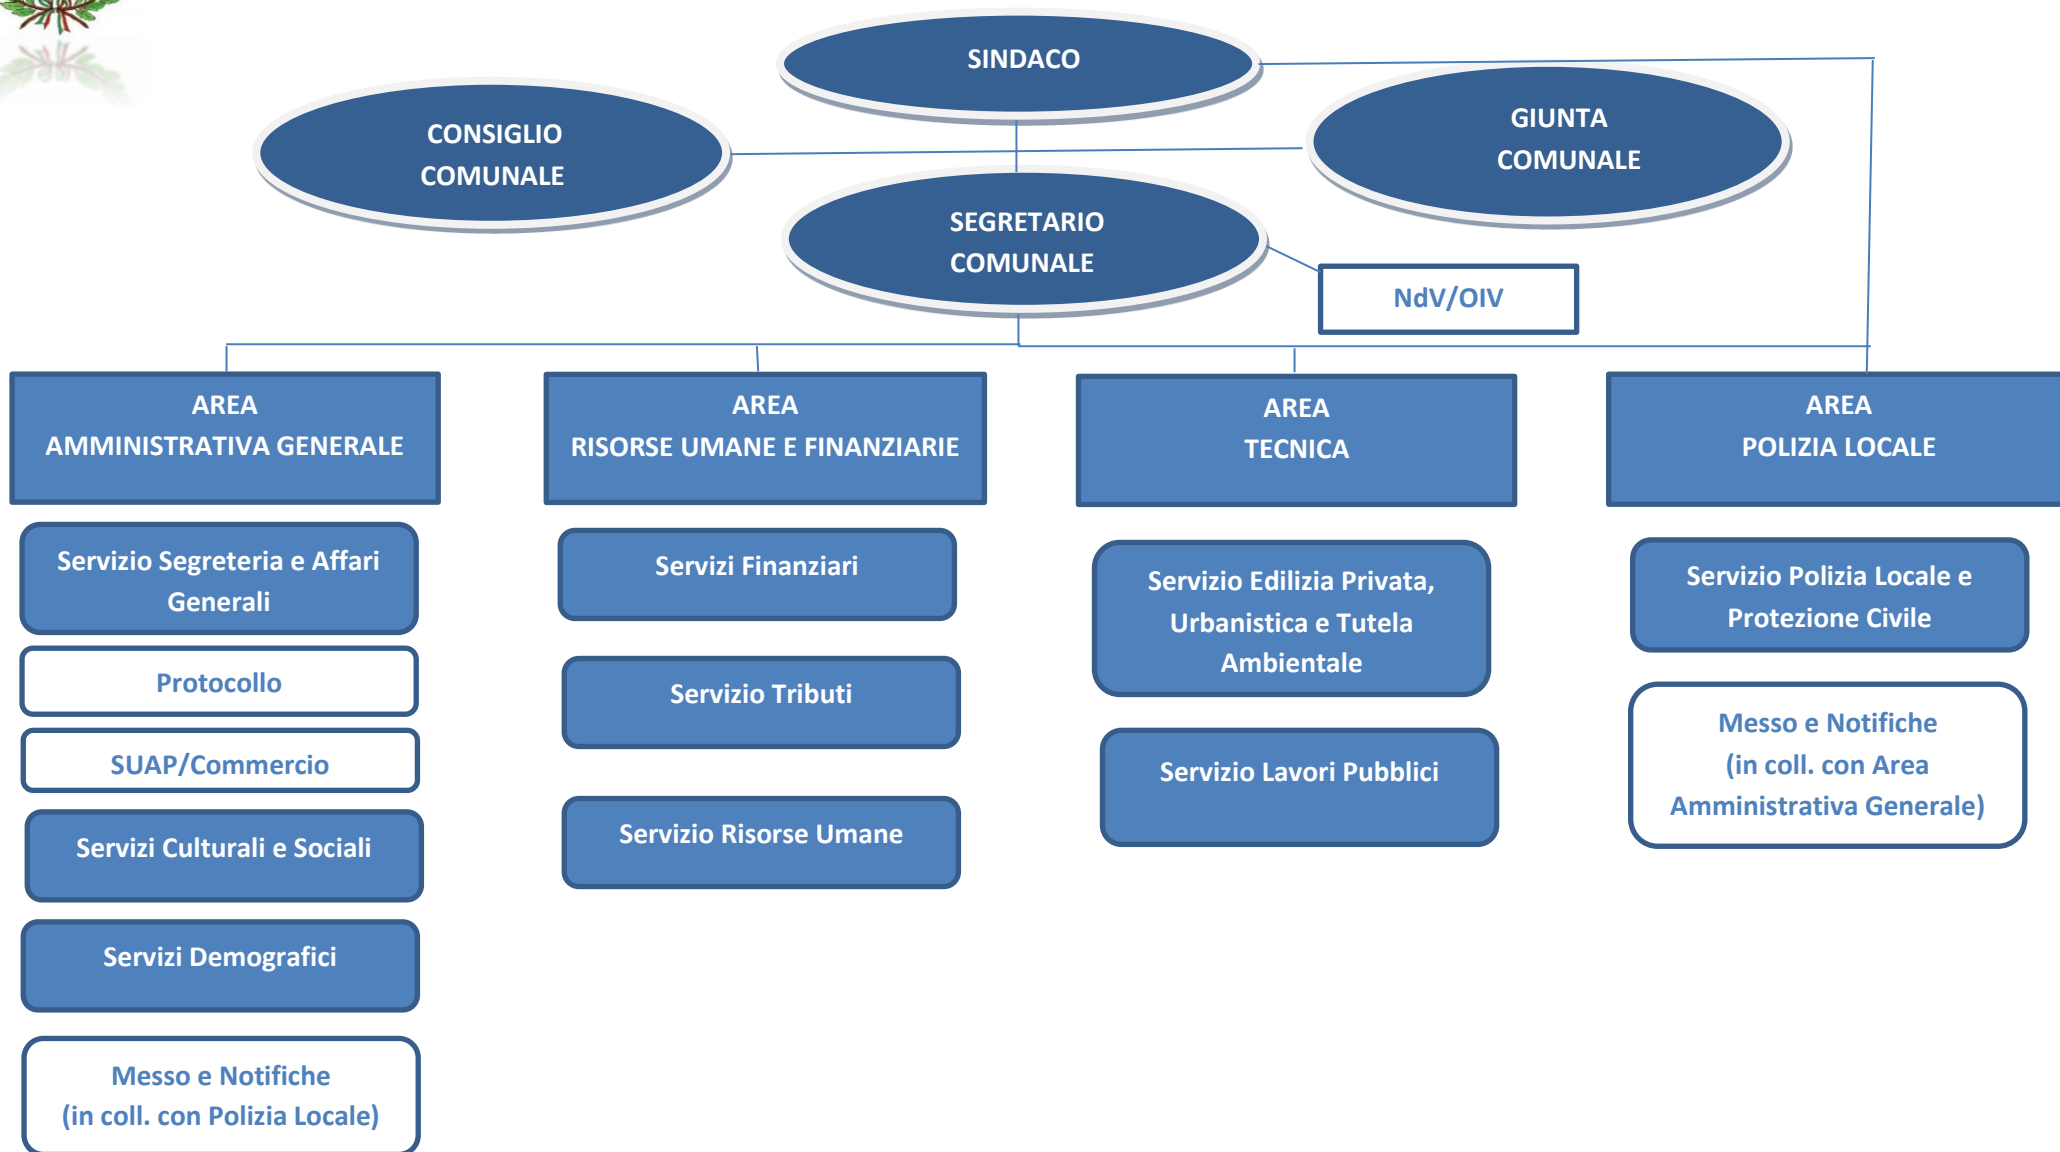 SINDACO
CONSIGLIO
COMUNALE
GIUNTA
COMUNALE
SEGRETARIO
COMUNALE
NdV/OIV
AREA
AMMINISTRATIVA GENERALE
Servizio Segreteria e Affari
Generali
Protocollo
SUAP/Commercio
Servizi Culturali e Sociali
Servizi Demografici
Messo e Notifiche
(in coll. con Polizia Locale)
AREA
RISORSE UMANE E FINANZIARIE
Servizi Finanziari
Servizio Tributi
Servizio Risorse Umane
AREA
TECNICA
Servizio Edilizia Privata,
Urbanistica e Tutela
Ambientale
Servizio Lavori Pubblici
AREA
POLIZIA LOCALE
Servizio Polizia Locale e
Protezione Civile
Messo e Notifiche
(in coll. con Area
Amministrativa Generale)